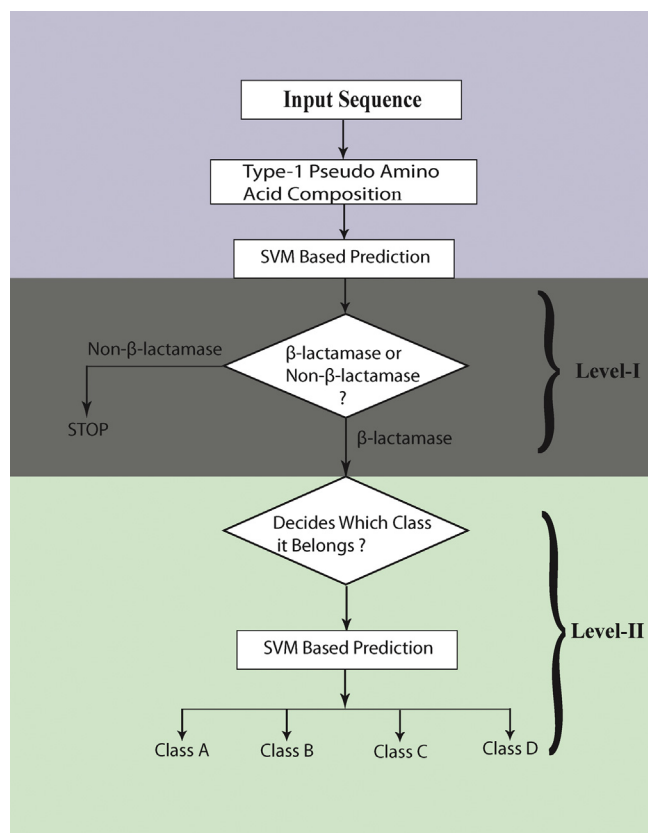 Input Sequence
Type-1 Pseudo Amino
Acid Composition
SVM Based Prediction
Non-β-lactamase
β-lactamase or
Non-β-lactamase
?
Level-I
STOP
β-lactamase
Decides Which Class
it Belongs ?
Level-II
SVM Based Prediction
Class A
Class B
Class C
Class D